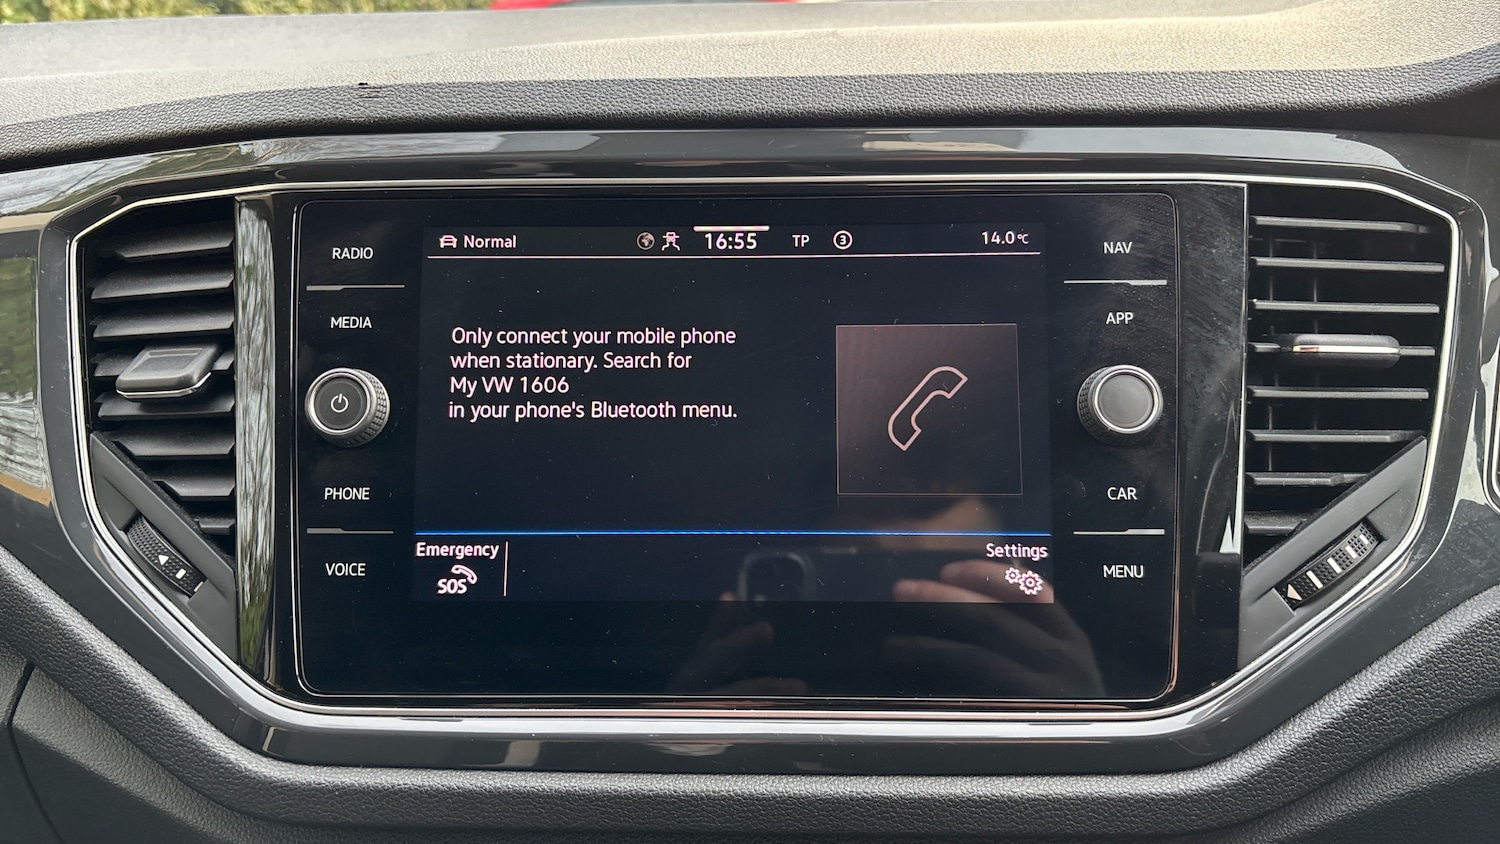 RADIO
MEDIA
PHONE
VOICE
Normal
16:55
TP
3
14.0°C
Only connect your mobile phone
when stationary. Search for
My VW 1606
in your phone's Bluetooth menu.
Emergency
SOS
Settings
NAV
APP
CAR
MENU